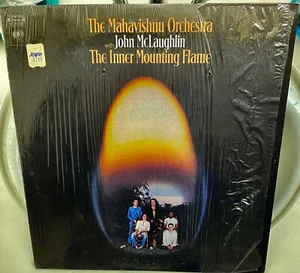 The Mahavishnu Orchestra
with John McLaughlin
The Inner Mounting Flame